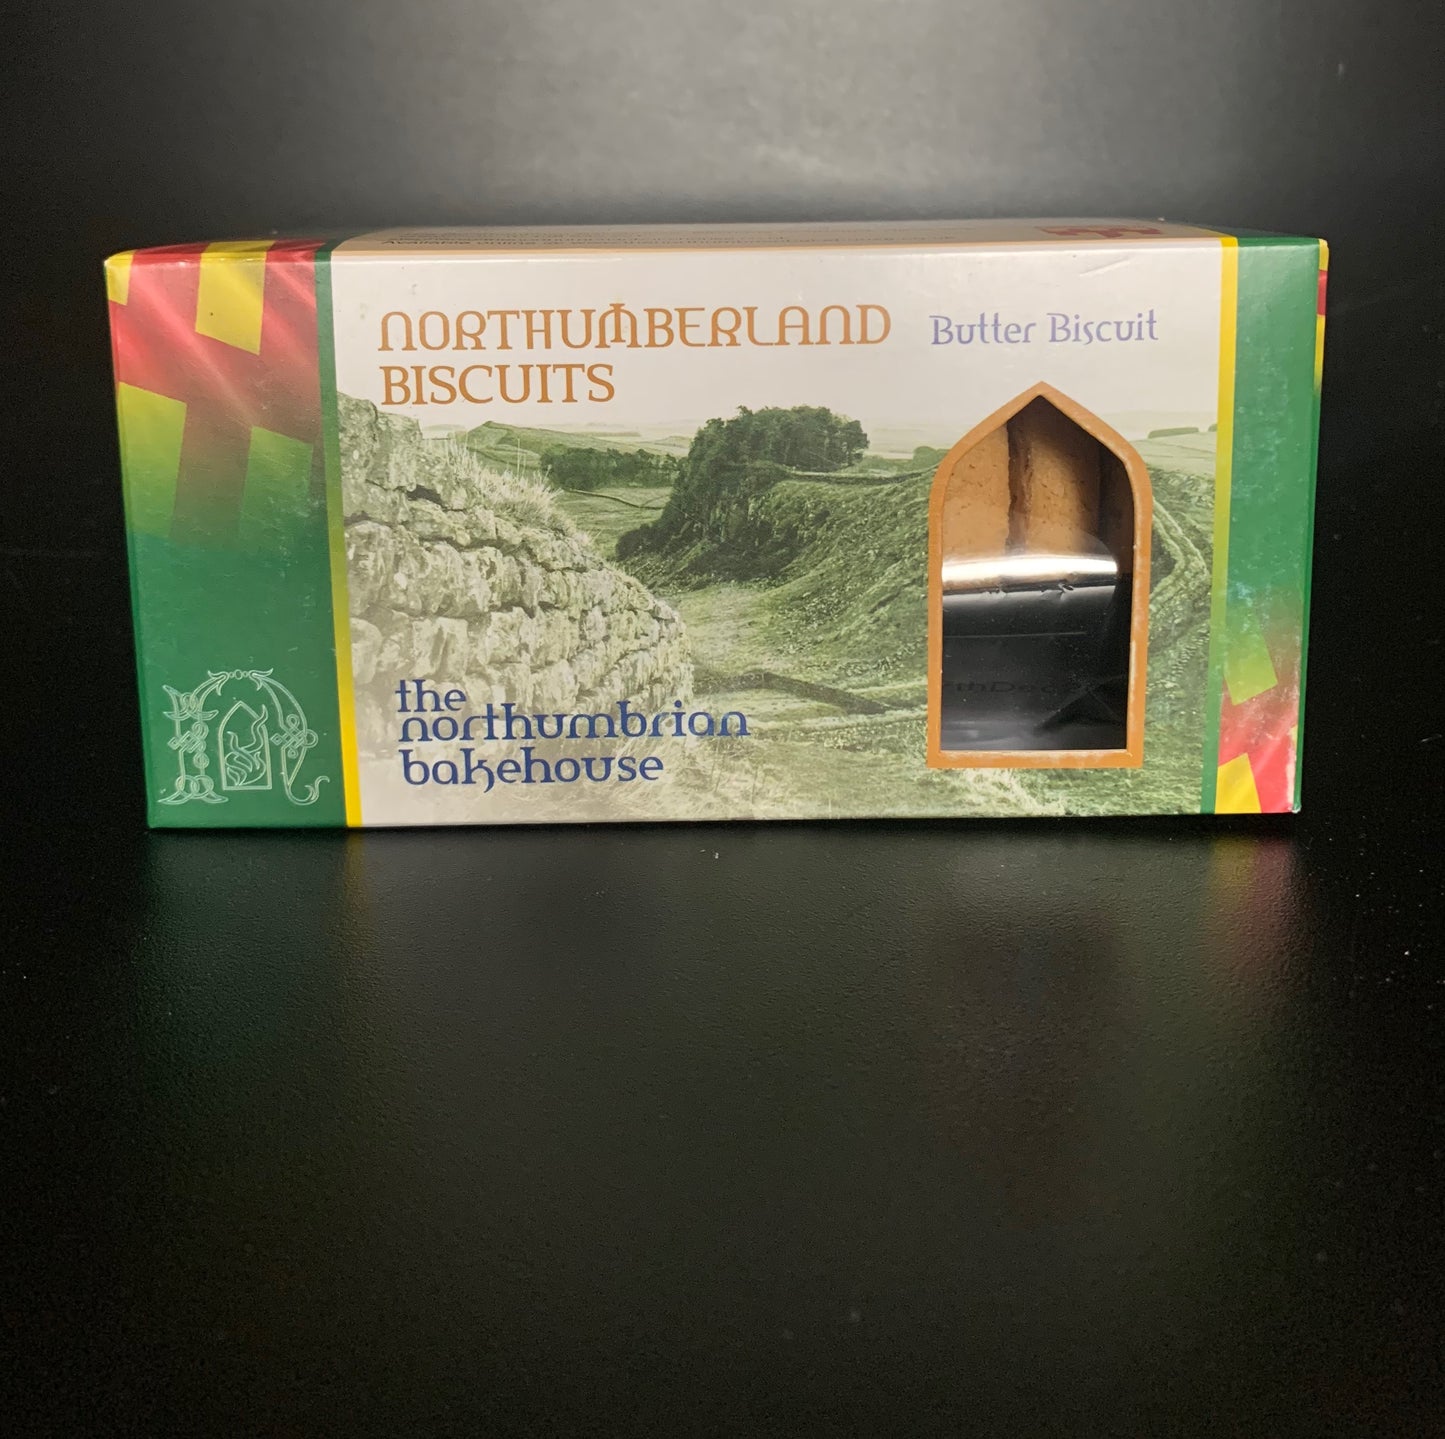 NORTHUMBERLAND
BISCUITS
Butter Biscuit
the
northumbrian
bakehouse